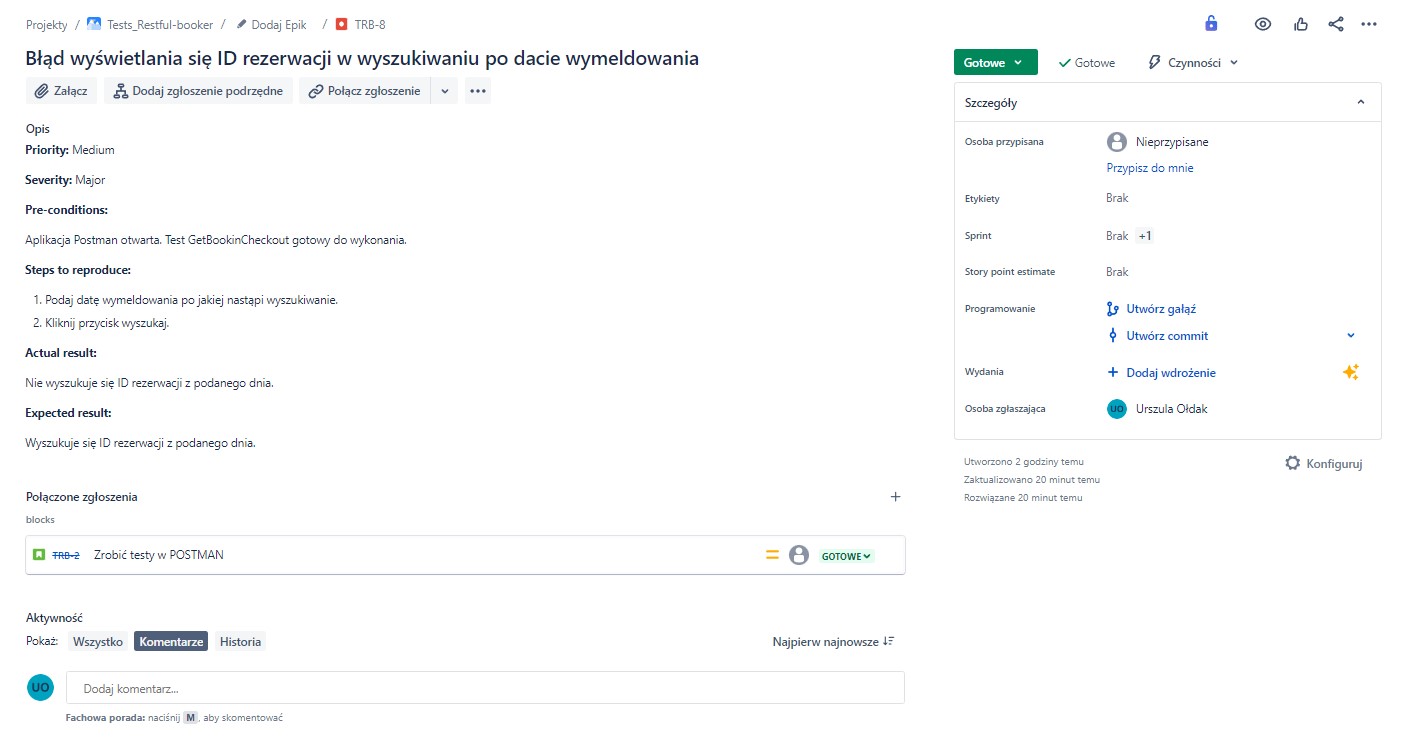 Projekty / Tests_Restful-booker / Dodaj Epik / TRB-8
Błąd wyświetlania się ID rezerwacji w wyszukiwaniu po dacie wymeldowania
Załącz Dodaj zgłoszenie podrzędne Połącz zgłoszenie
Opis
Priority: Medium
Severity: Major
Pre-conditions:
Aplikacja Postman otwarta. Test GetBookinCheckout gotowy do wykonania.
Steps to reproduce:
1. Podaj datę wymeldowania po jakiej nastąpi wyszukiwanie.
2. Kliknij przycisk wyszukaj.
Actual result:
Nie wyszukuje się ID rezerwacji z podanego dnia.
Expected result:
Wyszukuje się ID rezerwacji z podanego dnia.
Połączone zgłoszenia
blocks
TRB-2 Zrobić testy w POSTMAN GOTOWE
Aktywność
Pokaż: Wszystko Komentarze Historia Najpierw najnowsze
UO Dodaj komentarz...
Fachowa porada: naciśnij M, aby skomentować
Gotowe Gotowe Czynności
Szczegóły
Osoba przypisana Nieprzypisane
Przypisz do mnie
Etykiety Brak
Sprint Brak +1
Story point estimate Brak
Programowanie Utwórz gałąź
Utwórz commit
Wydania Dodaj wdrożenie
Osoba zgłaszająca UO Urszula Ołdak
Utworzono 2 godziny temu Konfiguruj
Zaktualizowano 20 minut temu
Rozwiązane 20 minut temu